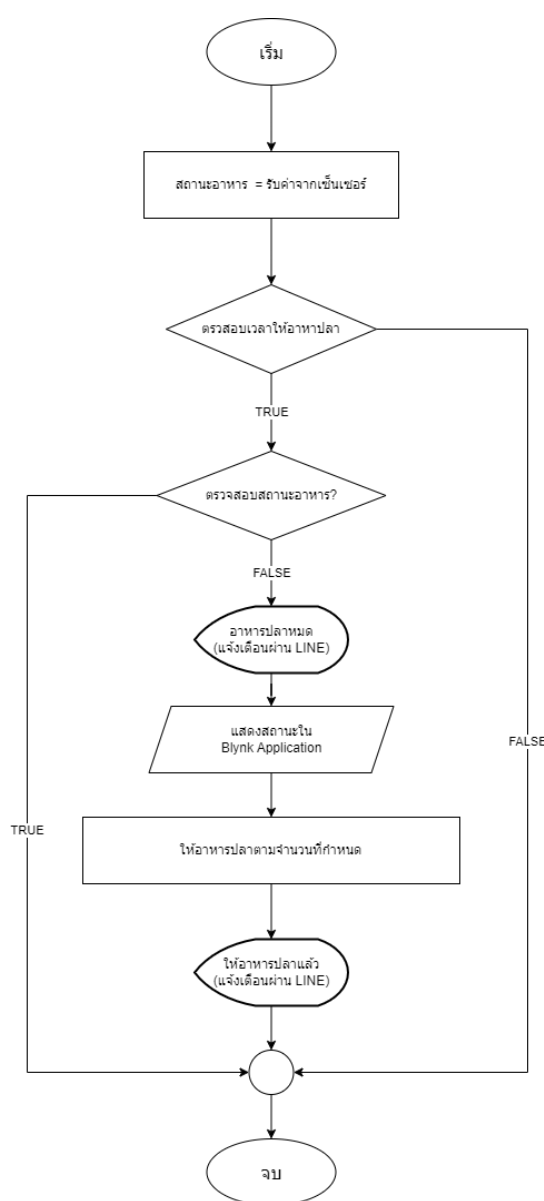 เริ่ม
สถานะอาหาร = รับค่าจากเซ็นเซอร์
ตรวสอบเวลาให้อาหาปลา
TRUE
ตรวจสอบสถานะอาหาร?
FALSE
อาหารปลาหมด
(แจ้งเตือนผ่าน LINE)
แสดงสถานะใน
Blynk Application
FALSE
TRUE
ให้อาหารปลาตามจำนวนที่กำหนด
ให้อาหารปลาแล้ว
(แจ้งเตือนผ่าน LINE)
จบ